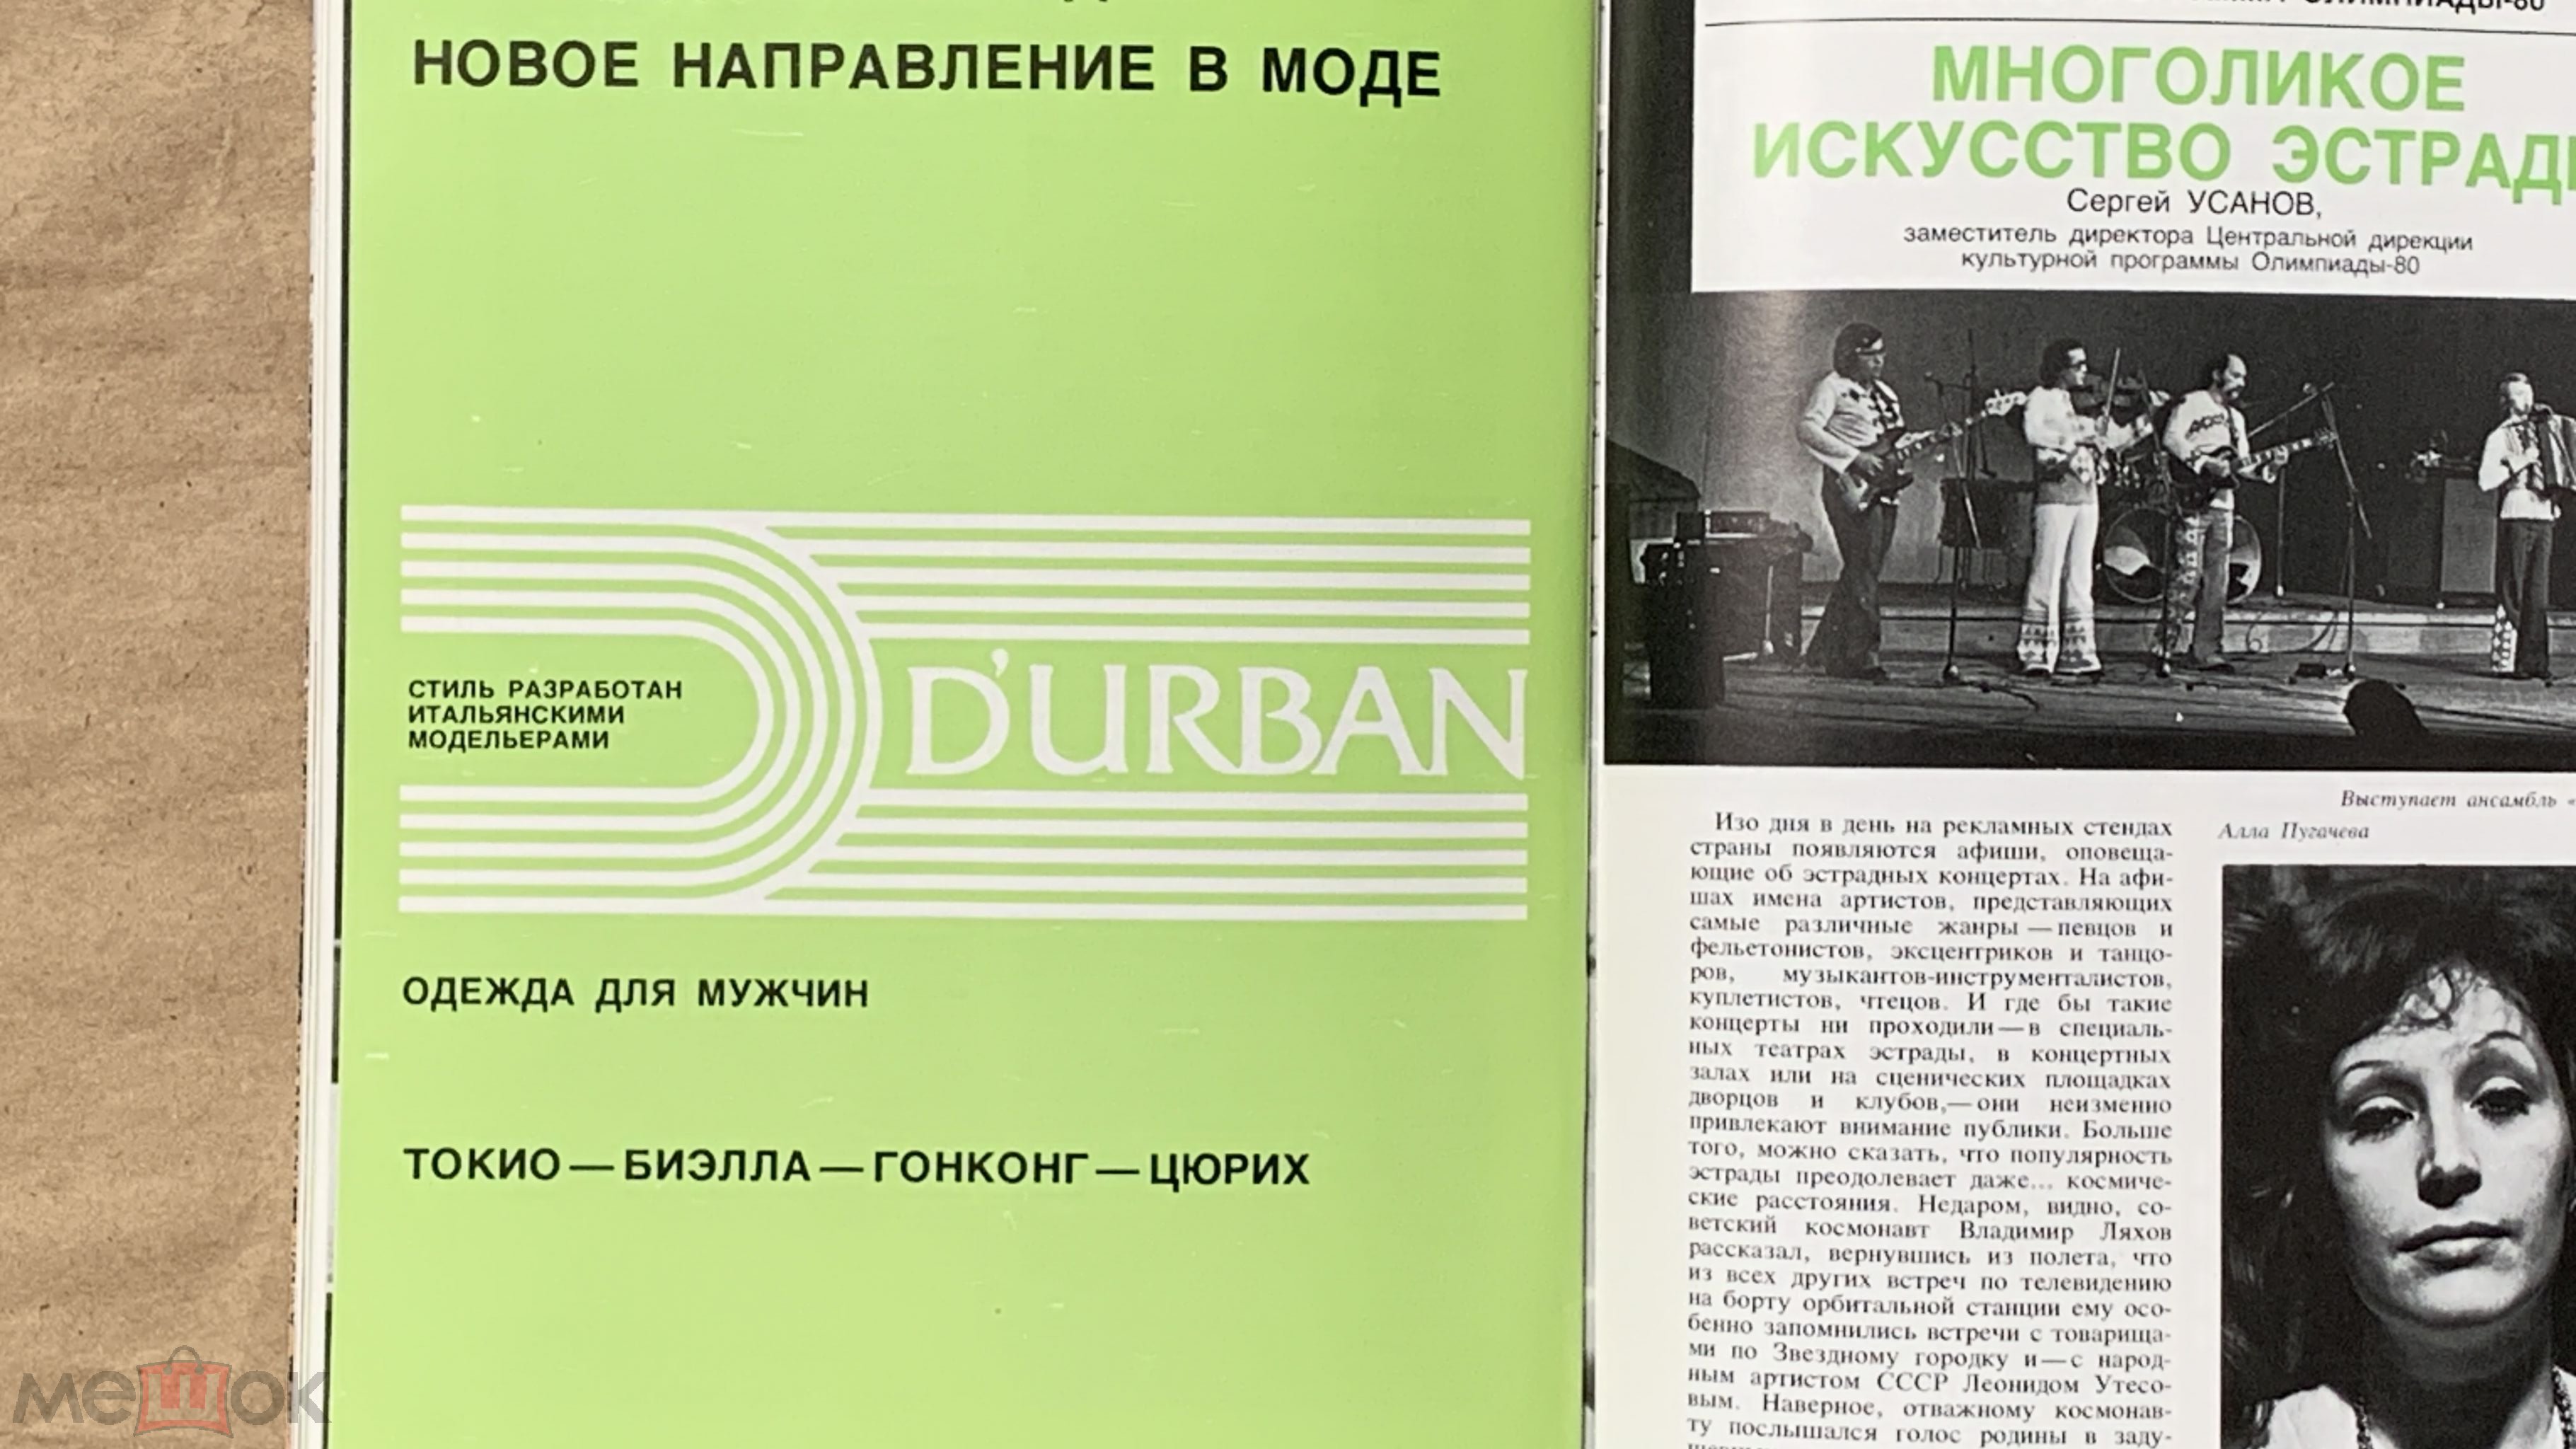 НОВОЕ НАПРАВЛЕНИЕ В МОДЕ
СТИЛЬ РАЗРАБОТАН
ИТАЛЬЯНСКИМИ
МОДЕЛЬЕРАМИ
D'URBAN
ОДЕЖДА ДЛЯ МУЖЧИН
ТОКИО — БИЭЛЛА — ГОНКОНГ — ЦЮРИХ
ОЛИМПИАДЫ-80
МНОГОЛИКОЕ
ИСКУССТВО ЭСТРАД
Сергей УСАНОВ,
заместитель директора Центральной дирекции
культурной программы Олимпиады-80
Выступает ансамбль «
Алла Пугачева
Изо дня в день на рекламных стендах
страны появляются афиши, оповеща-
ющие об эстрадных концертах. На афи-
шах имена артистов, представляющих
самые различные жанры — певцов и
фельетонистов, эксцентриков и танцо-
ров, музыкантов-инструменталистов,
куплетистов, чтецов. И где бы такие
концерты ни проходили — в специаль-
ных театрах эстрады, в концертных
залах или на сценических площадках
дворцов и клубов, — они неизменно
привлекают внимание публики. Больше
того, можно сказать, что популярность
эстрады преодолевает даже... космиче-
ские расстояния. Недаром, видно, со-
ветский космонавт Владимир Ляхов
рассказал, вернувшись из полета, что
из всех других встреч по телевидению
на борту орбитальной станции ему осо-
бенно запомнились встречи с товарища-
ми по Звездному городку и — с народ-
ным артистом СССР Леонидом Утесо-
вым. Наверное, отважному космонав-
ту послышался голос родины в заду-
мешок